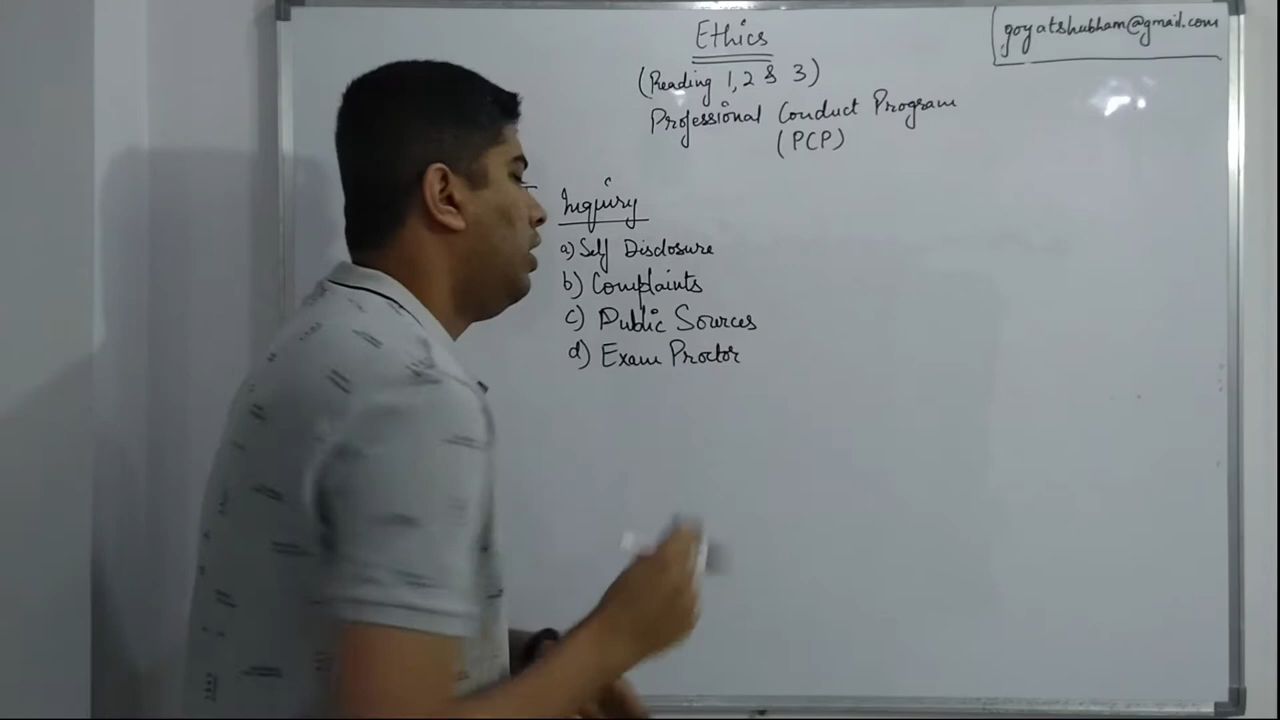 Ethics
goyatshubham@gmail.com
(Reading 1, 2 & 3)
Professional Conduct Program
(PCP)
Inquiry
a) Self Disclosure
b) Complaints
c) Public Sources
d) Exam Proctor